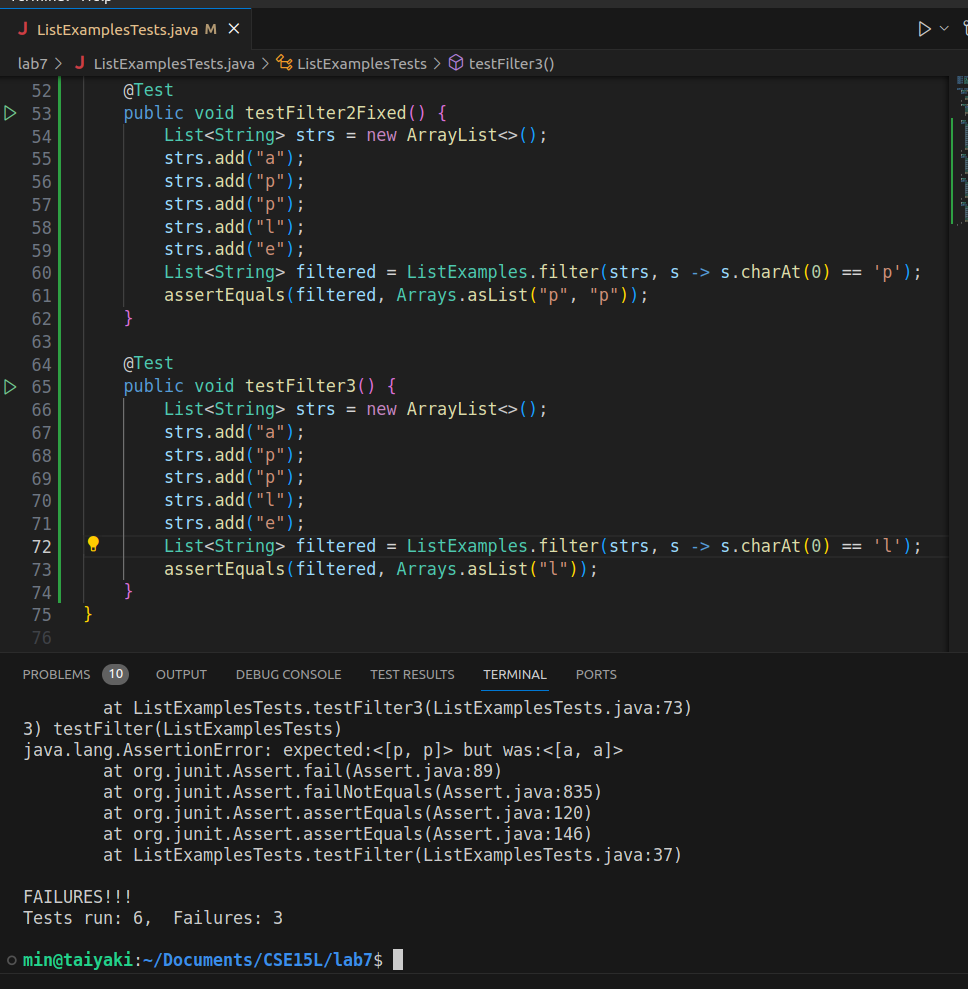 ListExamplesTests.java M
lab7 > ListExamplesTests.java > ListExamplesTests > testFilter3()
52 @Test
53 public void testFilter2Fixed() {
54 List<String> strs = new ArrayList<>();
55 strs.add("a");
56 strs.add("p");
57 strs.add("p");
58 strs.add("l");
59 strs.add("e");
60 List<String> filtered = ListExamples.filter(strs, s -> s.charAt(0) == 'p');
61 assertEquals(filtered, Arrays.asList("p", "p"));
62 }
63
64 @Test
65 public void testFilter3() {
66 List<String> strs = new ArrayList<>();
67 strs.add("a");
68 strs.add("p");
69 strs.add("p");
70 strs.add("l");
71 strs.add("e");
72 List<String> filtered = ListExamples.filter(strs, s -> s.charAt(0) == 'l');
73 assertEquals(filtered, Arrays.asList("l"));
74 }
75 }
76
PROBLEMS 10 OUTPUT DEBUG CONSOLE TEST RESULTS TERMINAL PORTS
at ListExamplesTests.testFilter3(ListExamplesTests.java:73)
3) testFilter(ListExamplesTests)
java.lang.AssertionError: expected:<[p, p]> but was:<[a, a]>
at org.junit.Assert.fail(Assert.java:89)
at org.junit.Assert.failNotEquals(Assert.java:835)
at org.junit.Assert.assertEquals(Assert.java:120)
at org.junit.Assert.assertEquals(Assert.java:146)
at ListExamplesTests.testFilter(ListExamplesTests.java:37)
FAILURES!!!
Tests run: 6,  Failures: 3
min@taiyaki:~/Documents/CSE15L/lab7$